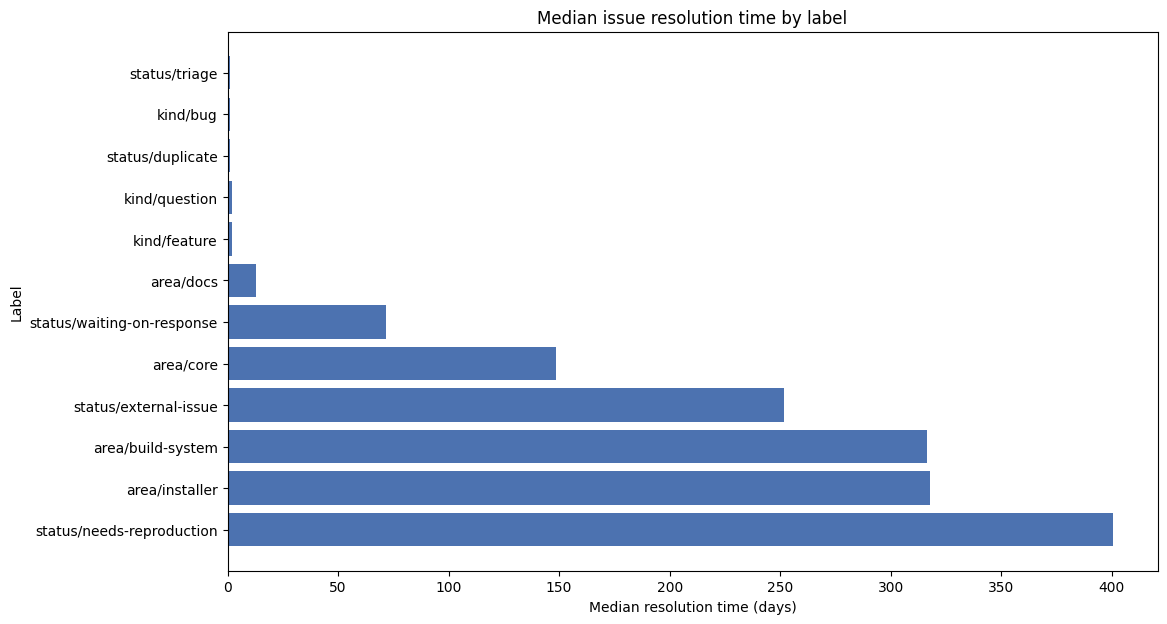 Median issue resolution time by label
Label
status/triage
kind/bug
status/duplicate
kind/question
kind/feature
area/docs
status/waiting-on-response
area/core
status/external-issue
area/build-system
area/installer
status/needs-reproduction
0 50 100 150 200 250 300 350 400
Median resolution time (days)